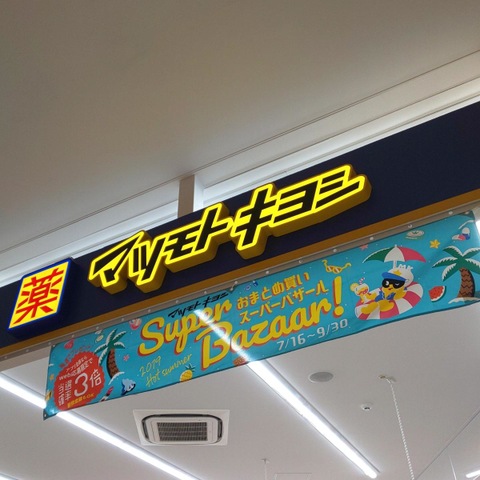 薬
マツモトキヨシ
マツモトキヨシ
Super
Bazaar!
おまとめ買い
スーパーバザール
7/16~9/30
2019
Hot summer
3倍